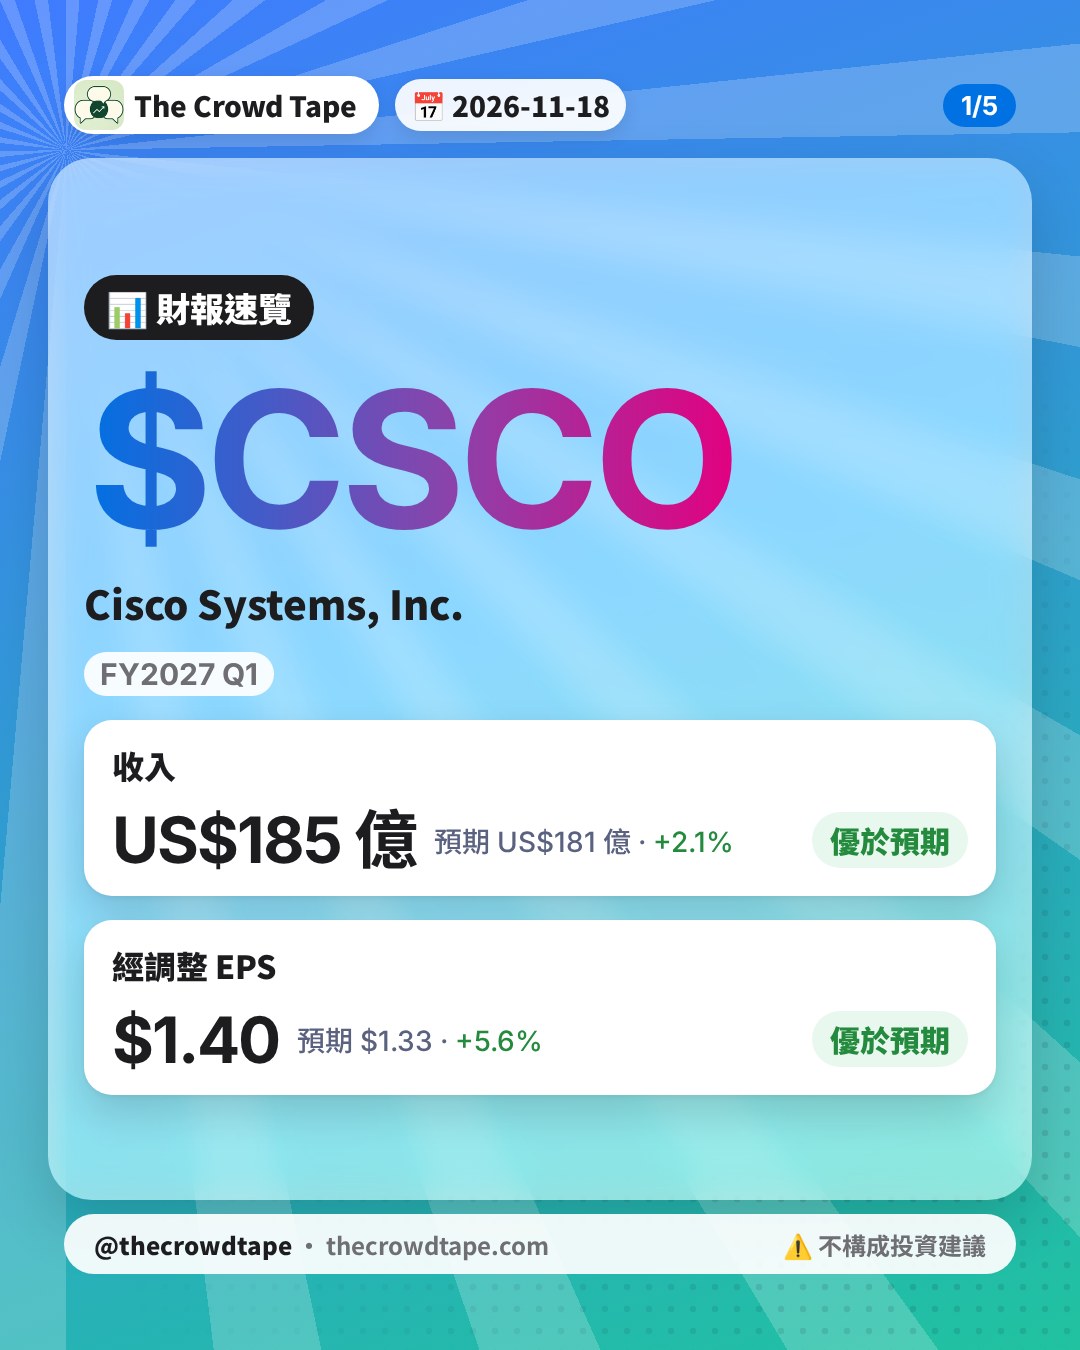 The Crowd Tape
📅 2026-11-18
1/5
📊 財報速覽
$CSCO
Cisco Systems, Inc.
FY2027 Q1
收入
US$185 億 預期 US$181 億 · +2.1% 優於預期
經調整 EPS
$1.40 預期 $1.33 · +5.6% 優於預期
@thecrowdtape • thecrowdtape.com
⚠️ 不構成投資建議